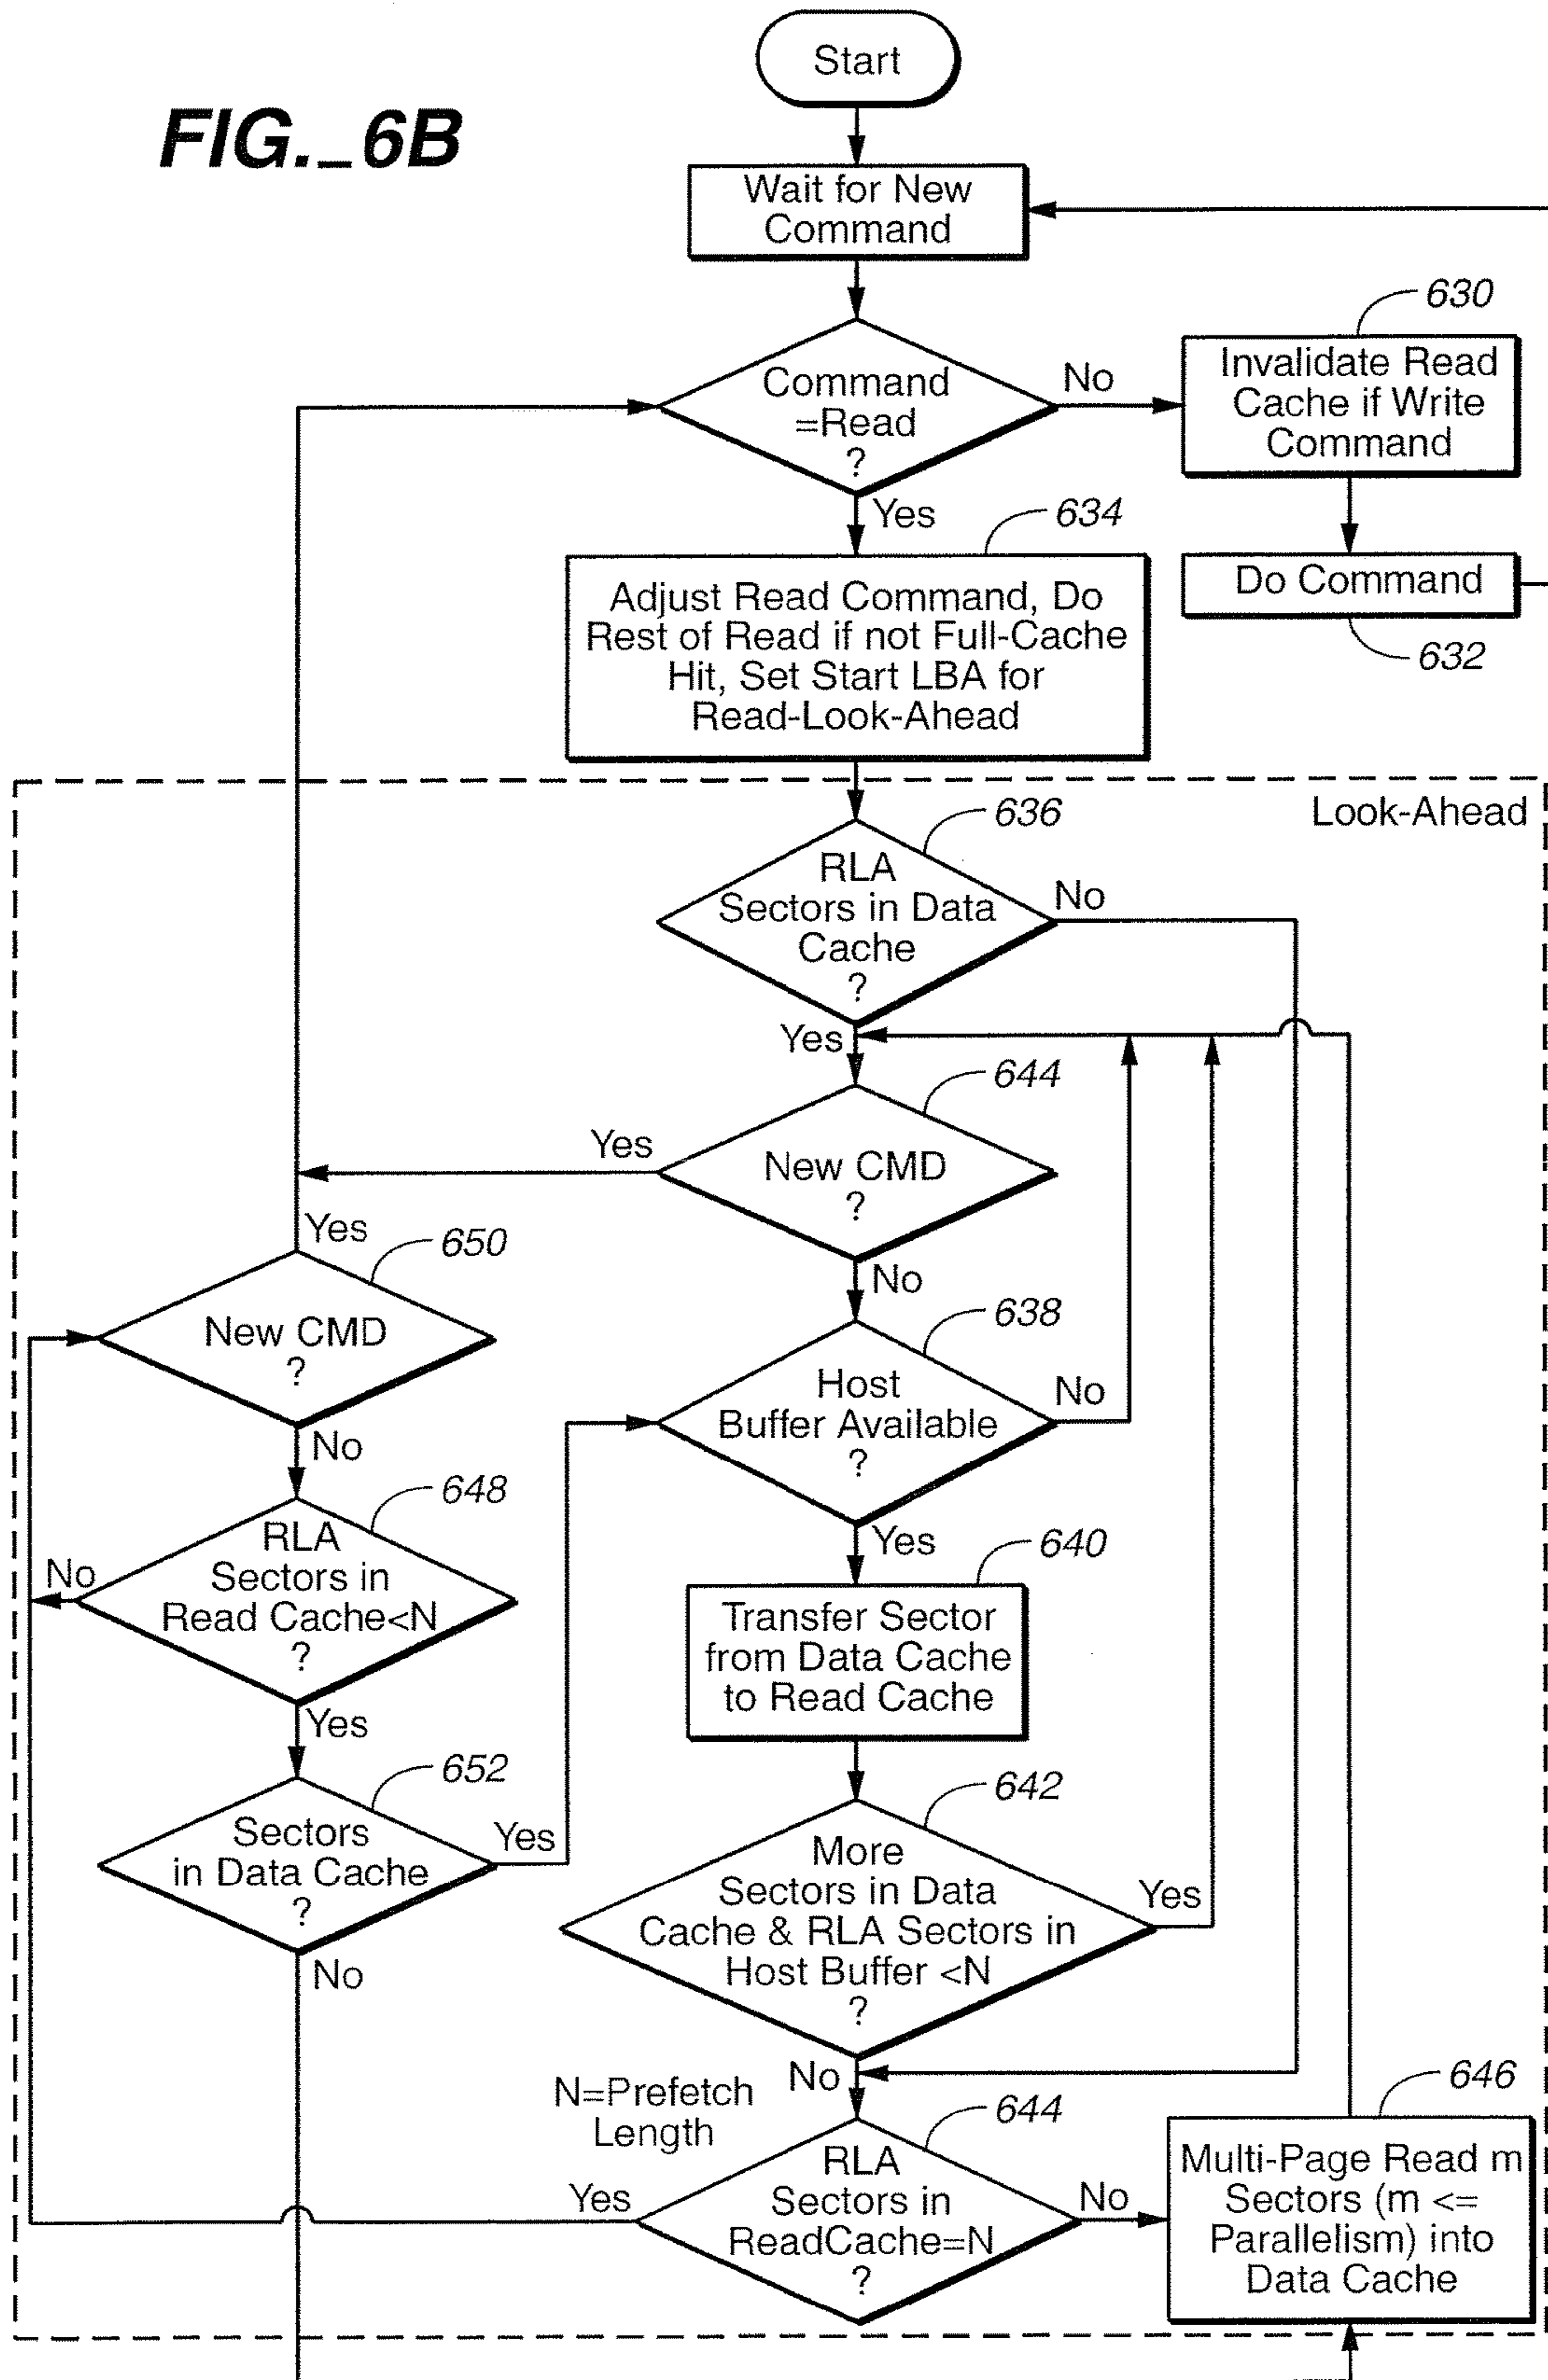 FIG._6B
Start
Wait for New
Command
630
Command
=Read
?
No
Invalidate Read
Cache if Write
Command
Yes
634
Do Command
632
Adjust Read Command, Do
Rest of Read if not Full-Cache
Hit, Set Start LBA for
Read-Look-Ahead
Look-Ahead
636
RLA
Sectors in Data
Cache
?
No
Yes
644
New CMD
?
Yes
No
Yes
650
New CMD
?
No
638
Host
Buffer Available
?
No
Yes
648
RLA
Sectors in
Read Cache<N
?
No
Yes
640
Transfer Sector
from Data Cache
to Read Cache
652
Sectors
in Data Cache
?
Yes
No
642
More
Sectors in Data
Cache & RLA Sectors in
Host Buffer <N
?
Yes
No
N=Prefetch
Length
644
RLA
Sectors in
ReadCache=N
?
Yes
No
646
Multi-Page Read m
Sectors (m <=
Parallelism) into
Data Cache